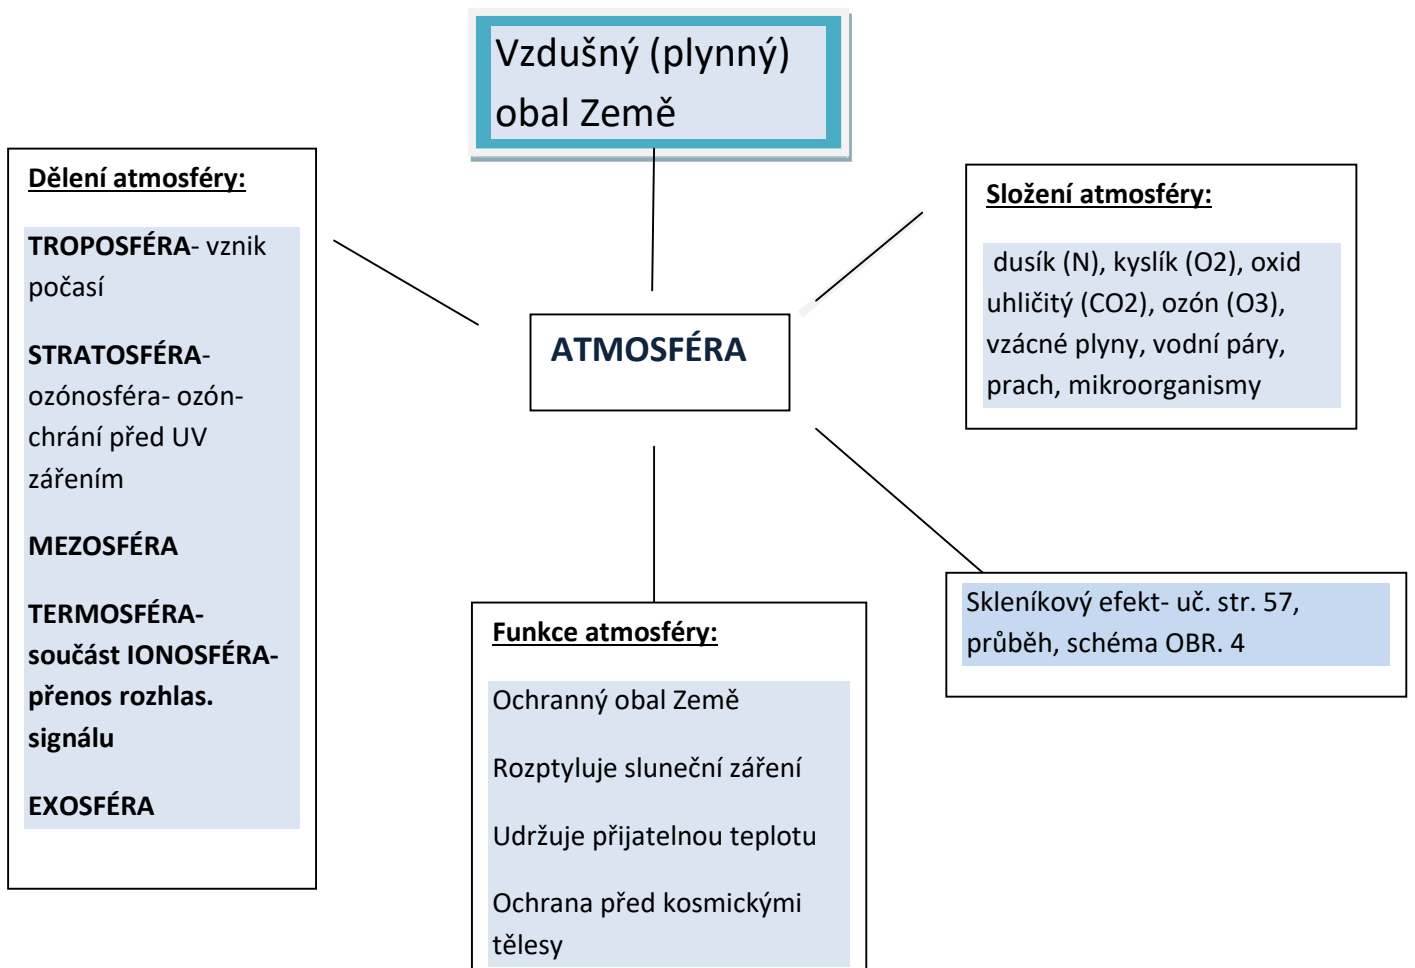 Vzdušný (plynný)
obal Země
Dělení atmosféry:
TROPOSFÉRA- vznik
počasí
STRATOSFÉRA-
ozónosféra- ozón-
chrání před UV
zářením
MEZOSFÉRA
TERMOSFÉRA-
součást IONOSFÉRA-
přenos rozhlas.
signálu
EXOSFÉRA
ATMOSFÉRA
Složení atmosféry:
dusík (N), kyslík (O2), oxid
uhličitý (CO2), ozón (O3),
vzácné plyny, vodní páry,
prach, mikroorganismy
Funkce atmosféry:
Ochranný obal Země
Rozptyluje sluneční záření
Udržuje přijatelnou teplotu
Ochrana před kosmickými
tělesy
Skleníkový efekt- uč. str. 57,
průběh, schéma OBR. 4